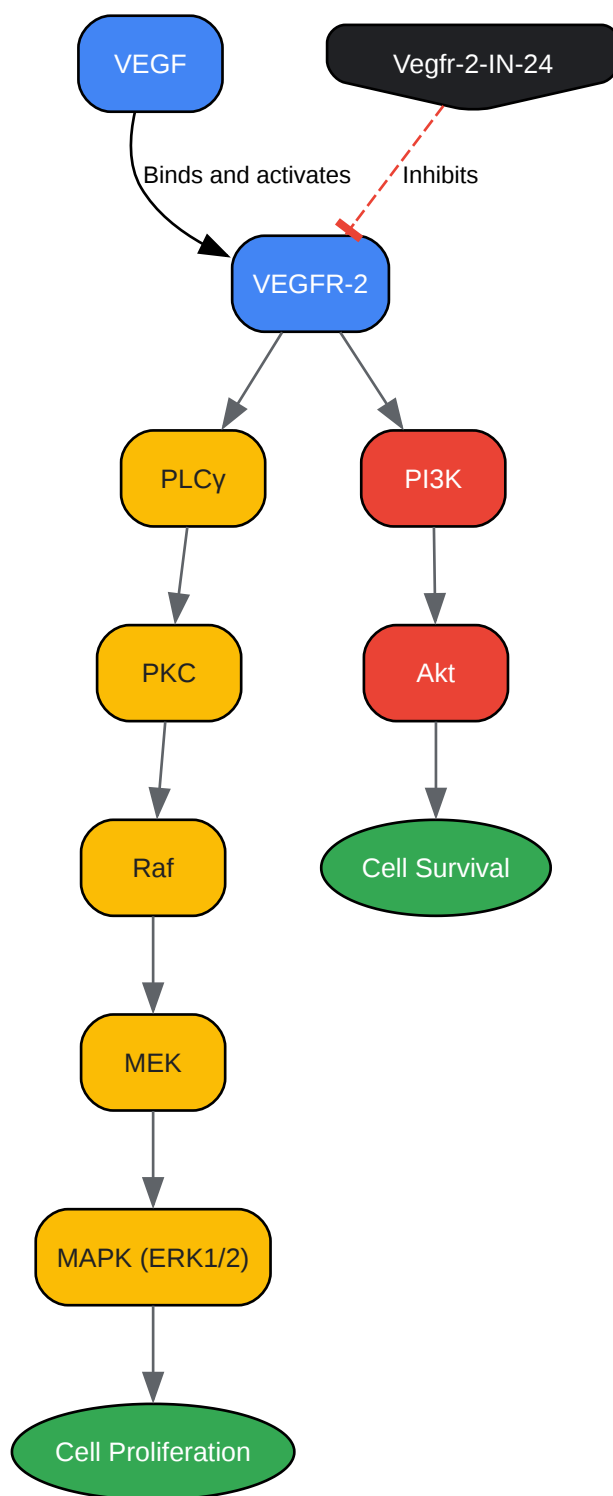 VEGF
Vegfr-2-IN-24
Binds and activates
Inhibits
VEGFR-2
PLCγ
PI3K
PKC
Akt
Raf
Cell Survival
MEK
MAPK (ERK1/2)
Cell Proliferation